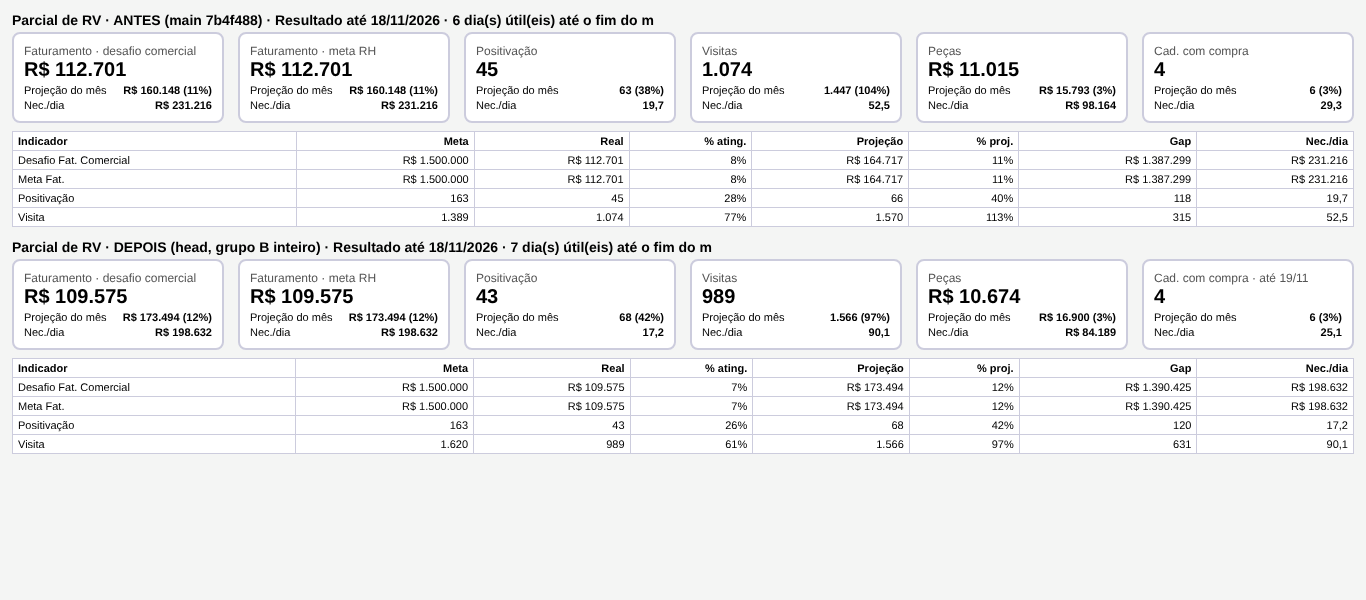 Parcial de RV · ANTES (main 7b4f488) · Resultado até 18/11/2026 · 6 dia(s) útil(eis) até o fim do m
Faturamento · desafio comercial
R$ 112.701
Projeção do mês R$ 160.148 (11%)
Nec./dia R$ 231.216
Faturamento · meta RH
R$ 112.701
Projeção do mês R$ 160.148 (11%)
Nec./dia R$ 231.216
Positivação
45
Projeção do mês 63 (38%)
Nec./dia 19,7
Visitas
1.074
Projeção do mês 1.447 (104%)
Nec./dia 52,5
Peças
R$ 11.015
Projeção do mês R$ 15.793 (3%)
Nec./dia R$ 98.164
Cad. com compra
4
Projeção do mês 6 (3%)
Nec./dia 29,3
Indicador Meta Real % ating. Projeção % proj. Gap Nec./dia
Desafio Fat. Comercial R$ 1.500.000 R$ 112.701 8% R$ 164.717 11% R$ 1.387.299 R$ 231.216
Meta Fat. R$ 1.500.000 R$ 112.701 8% R$ 164.717 11% R$ 1.387.299 R$ 231.216
Positivação 163 45 28% 66 40% 118 19,7
Visita 1.389 1.074 77% 1.570 113% 315 52,5
Parcial de RV · DEPOIS (head, grupo B inteiro) · Resultado até 18/11/2026 · 7 dia(s) útil(eis) até o fim do m
Faturamento · desafio comercial
R$ 109.575
Projeção do mês R$ 173.494 (12%)
Nec./dia R$ 198.632
Faturamento · meta RH
R$ 109.575
Projeção do mês R$ 173.494 (12%)
Nec./dia R$ 198.632
Positivação
43
Projeção do mês 68 (42%)
Nec./dia 17,2
Visitas
989
Projeção do mês 1.566 (97%)
Nec./dia 90,1
Peças
R$ 10.674
Projeção do mês R$ 16.900 (3%)
Nec./dia R$ 84.189
Cad. com compra · até 19/11
4
Projeção do mês 6 (3%)
Nec./dia 25,1
Indicador Meta Real % ating. Projeção % proj. Gap Nec./dia
Desafio Fat. Comercial R$ 1.500.000 R$ 109.575 7% R$ 173.494 12% R$ 1.390.425 R$ 198.632
Meta Fat. R$ 1.500.000 R$ 109.575 7% R$ 173.494 12% R$ 1.390.425 R$ 198.632
Positivação 163 43 26% 68 42% 120 17,2
Visita 1.620 989 61% 1.566 97% 631 90,1